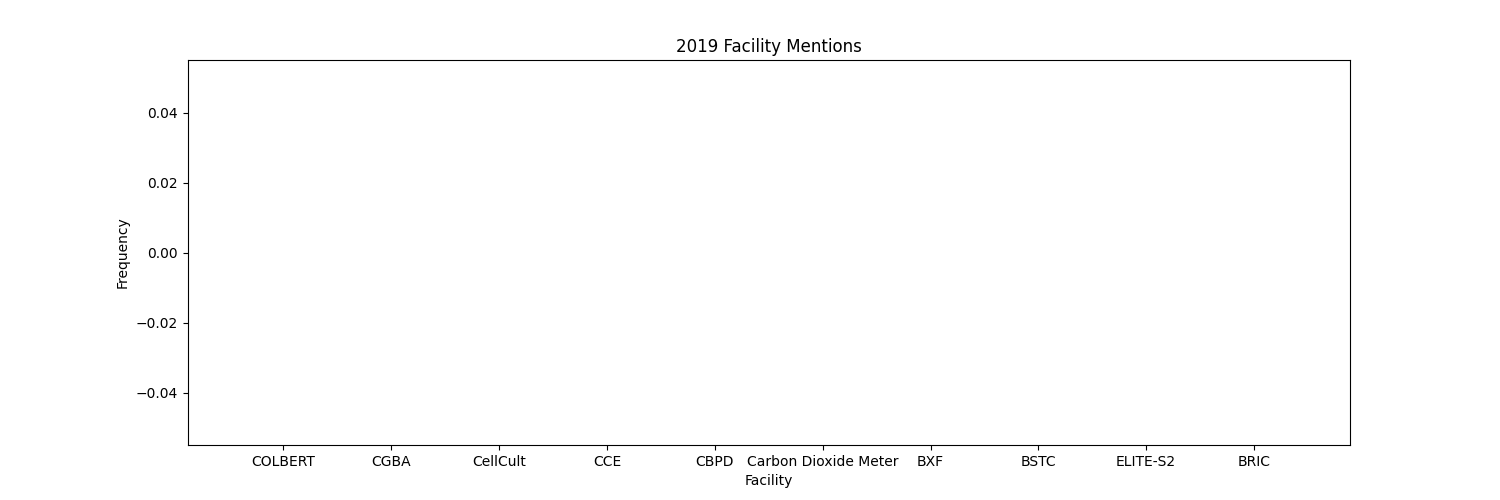 2019 Facility Mentions
0.04
0.02
0.00
−0.02
−0.04
Frequency
COLBERT CGBA CellCult CCE CBPD Carbon Dioxide Meter BXF BSTC ELITE-S2 BRIC
Facility